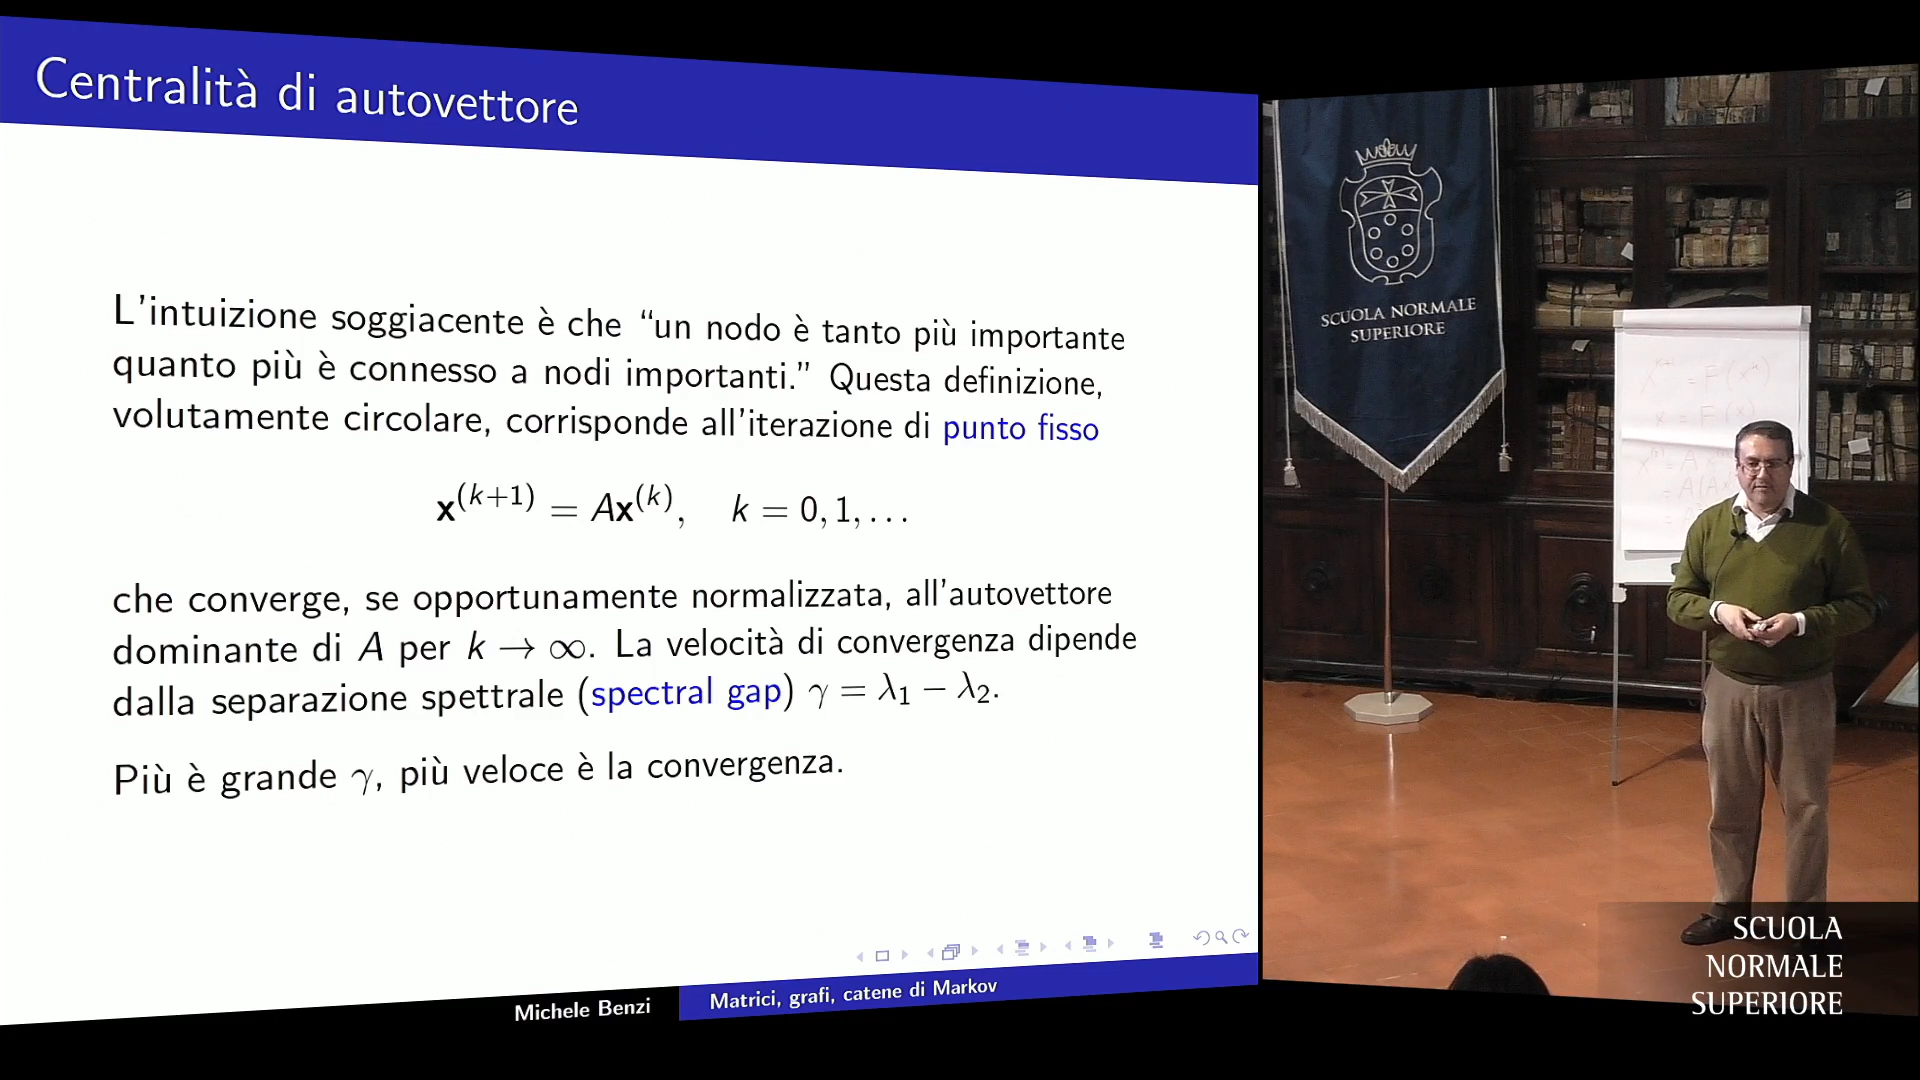 Centralità di autovettore
L'intuizione soggiacente è che “un nodo è tanto più importante
quanto più è connesso a nodi importanti.” Questa definizione,
volutamente circolare, corrisponde all'iterazione di punto fisso
x^(k+1) = Ax^(k), k = 0, 1, . . .
che converge, se opportunamente normalizzata, all'autovettore
dominante di A per k → ∞. La velocità di convergenza dipende
dalla separazione spettrale (spectral gap) γ = λ₁ − λ₂.
Più è grande γ, più veloce è la convergenza.
Michele Benzi
Matrici, grafi, catene di Markov
SCUOLA NORMALE
SUPERIORE
SCUOLA
NORMALE
SUPERIORE